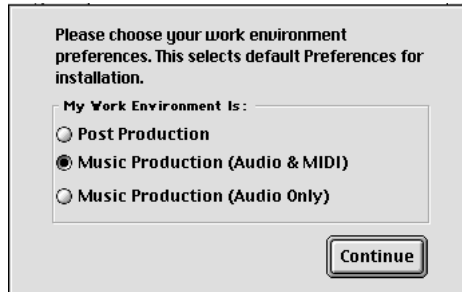 Please choose your work environment
preferences. This selects default Preferences for
installation.
My Work Environment Is:
Post Production
Music Production (Audio & MIDI)
Music Production (Audio Only)
Continue